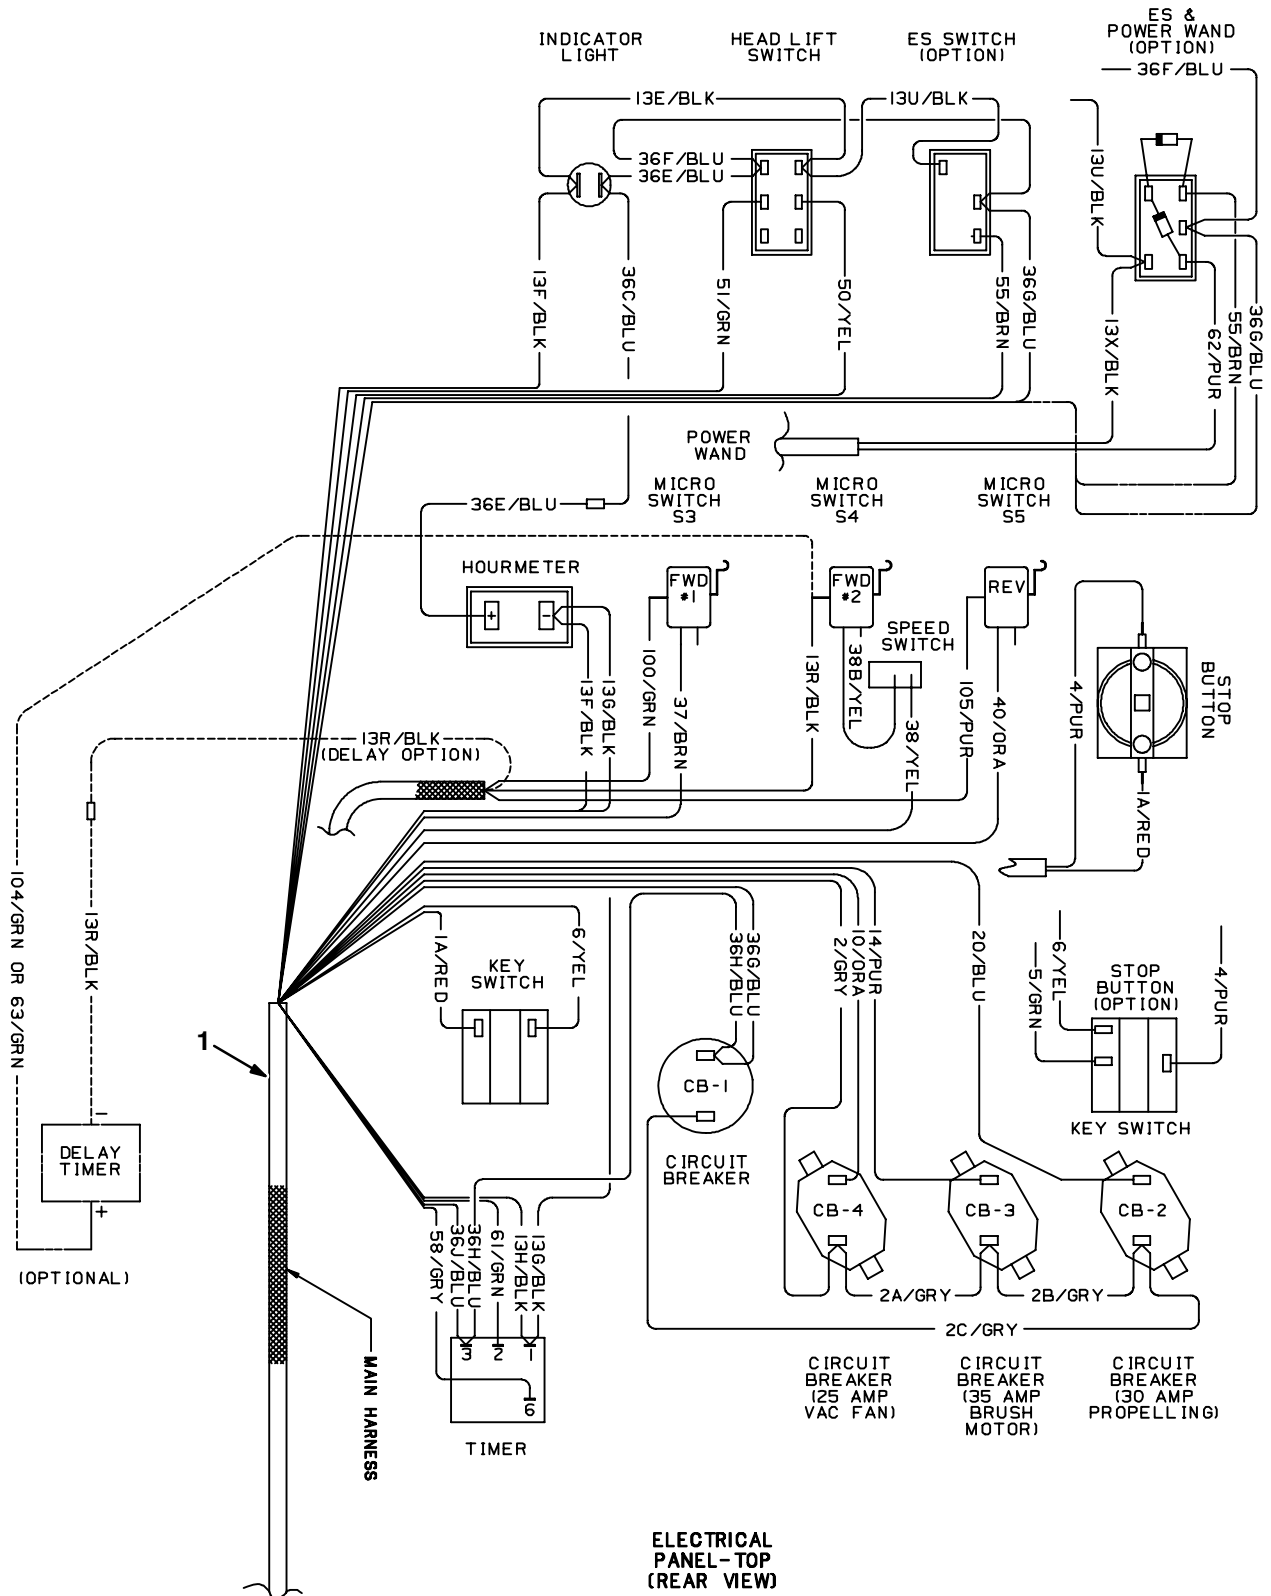 ES &
POWER WAND
(OPTION)
INDICATOR
LIGHT
HEAD LIFT
SWITCH
ES SWITCH
(OPTION)
36F/BLU
13E/BLK
13U/BLK
36F/BLU
36E/BLU
13U/BLK
13F/BLK
36C/BLU
51/GRN
50/YEL
55/BRN
36G/BLU
13X/BLK
62/PUR
55/BRN
36G/BLU
POWER
WAND
MICRO
SWITCH
S3
MICRO
SWITCH
S4
MICRO
SWITCH
S5
36E/BLU
HOURMETER
+
-
FWD
#1
FWD
#2
REV
SPEED
SWITCH
100/GRN
13F/BLK
13G/BLK
37/BRN
13R/BLK
38B/YEL
38/YEL
105/PUR
40/ORA
4/PUR
STOP
BUTTON
1A/RED
13R/BLK
(DELAY OPTION)
104/GRN OR 63/GRN
13R/BLK
1A/RED
KEY
SWITCH
6/YEL
36H/BLU
36G/BLU
2/GRY
10/ORA
14/PUR
20/BLU
6/YEL
5/GRN
STOP
BUTTON
(OPTION)
4/PUR
1
CB-1
KEY SWITCH
-
DELAY
TIMER
+
(OPTIONAL)
CIRCUIT
BREAKER
CB-4
CB-3
CB-2
58/GRY
36J/BLU
36H/BLU
61/GRN
13H/BLK
13G/BLK
2A/GRY
2B/GRY
2C/GRY
3
2
1
6
TIMER
MAIN HARNESS
CIRCUIT
BREAKER
(25 AMP
VAC FAN)
CIRCUIT
BREAKER
(35 AMP
BRUSH
MOTOR)
CIRCUIT
BREAKER
(30 AMP
PROPELLING)
ELECTRICAL
PANEL-TOP
(REAR VIEW)